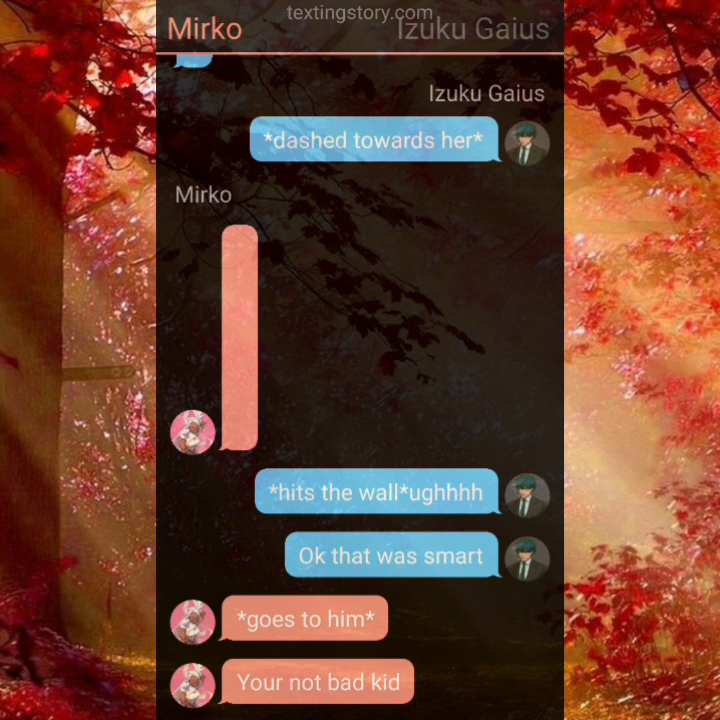 textingstory.com
Mirko
Izuku Gaius
Izuku Gaius
*dashed towards her*
Mirko
*hits the wall*ughhhh
Ok that was smart
*goes to him*
Your not bad kid